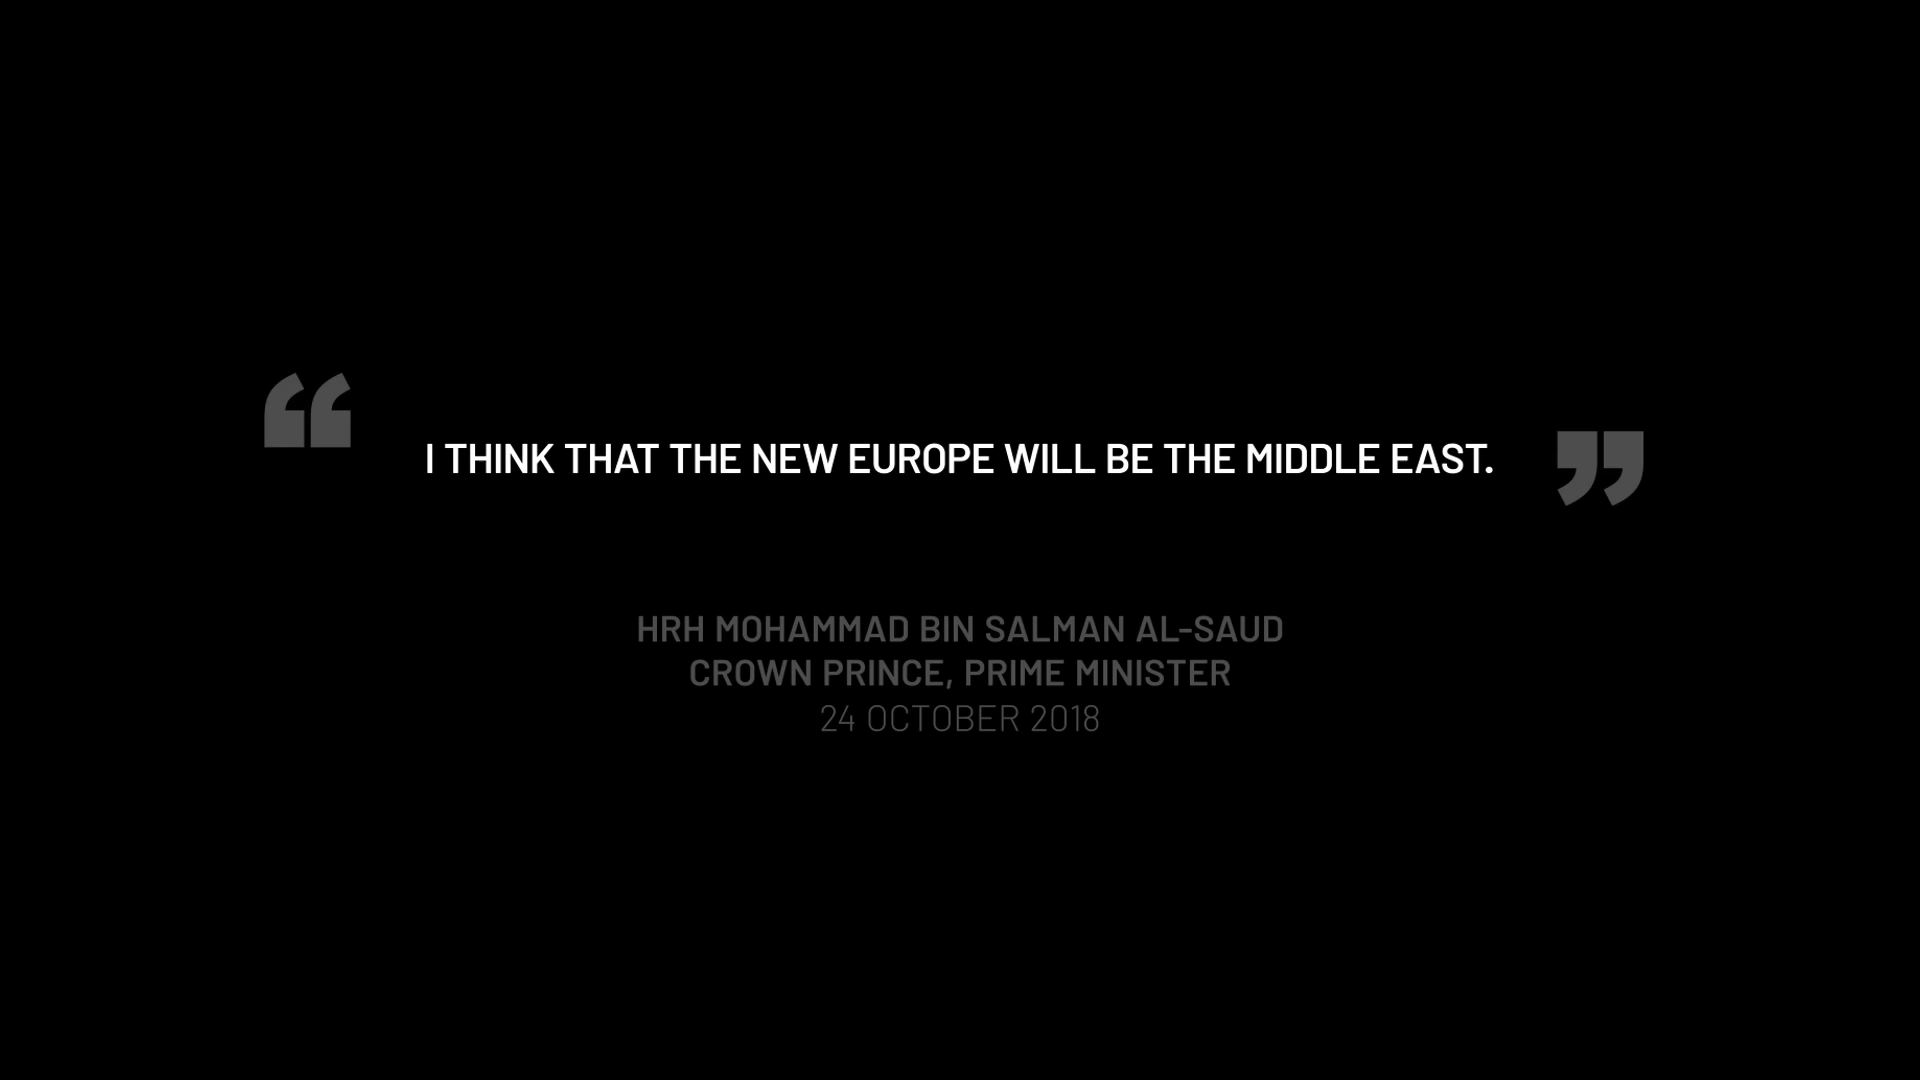 “I THINK THAT THE NEW EUROPE WILL BE THE MIDDLE EAST.”
HRH MOHAMMAD BIN SALMAN AL-SAUD
CROWN PRINCE, PRIME MINISTER
24 OCTOBER 2018